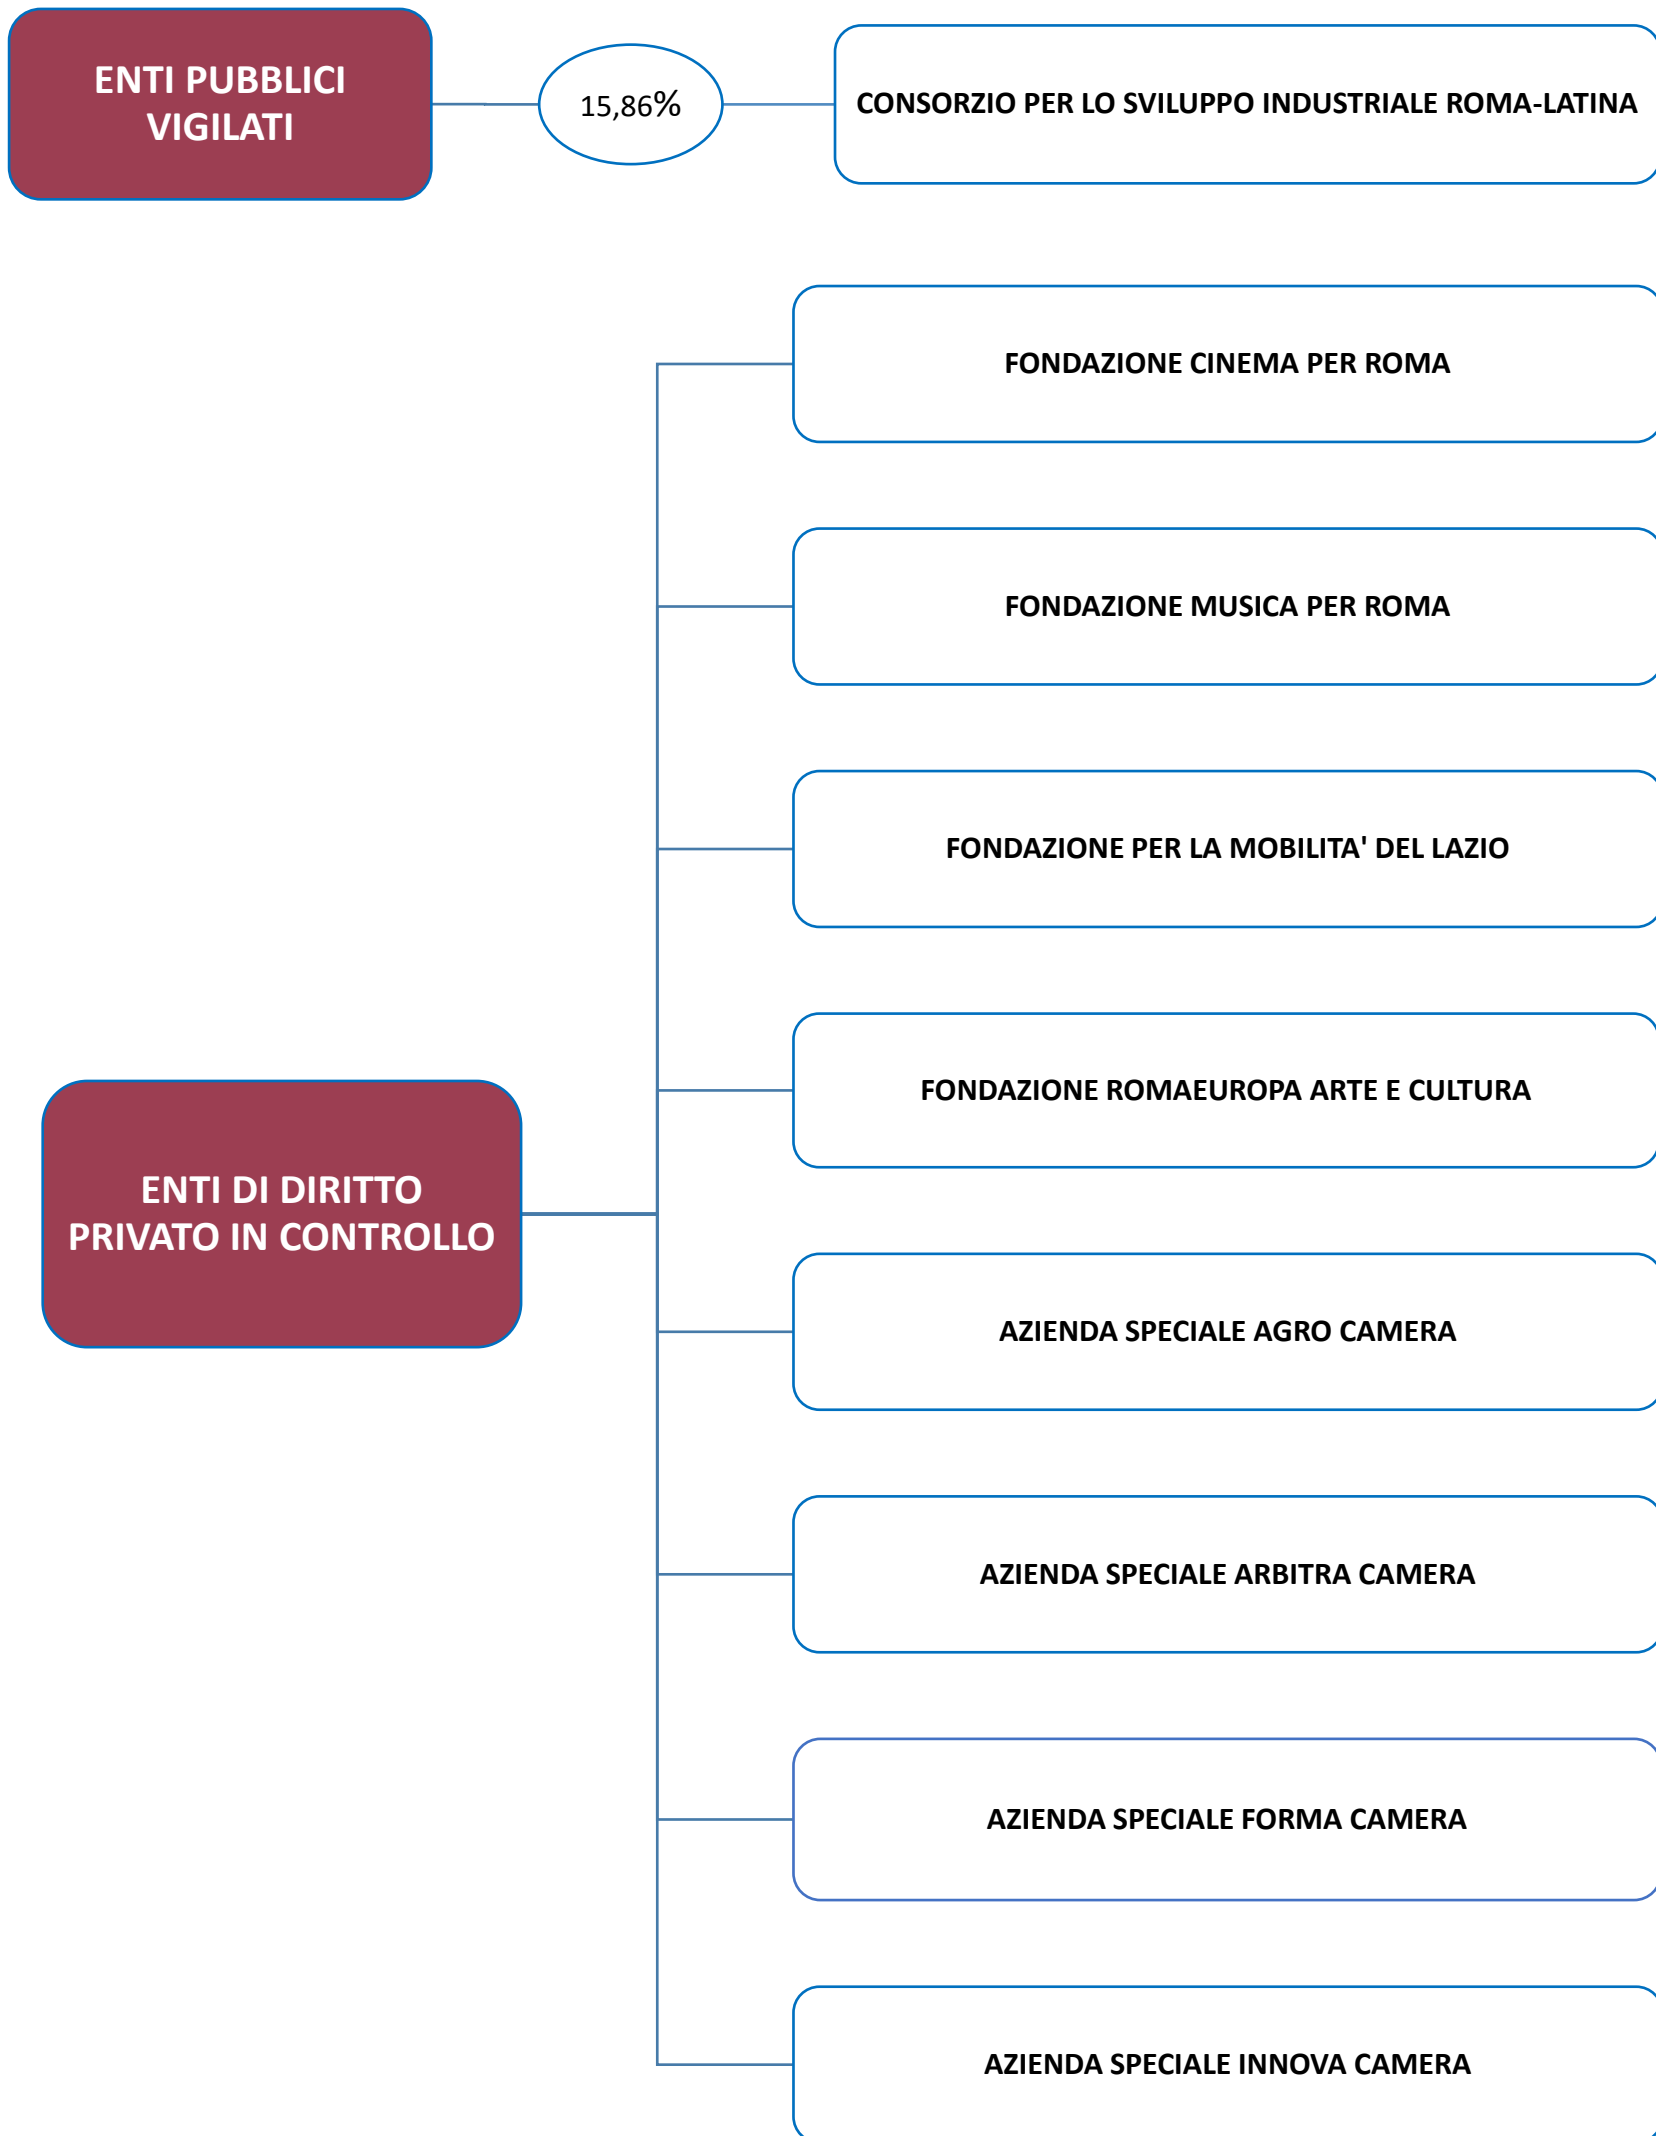 ENTI PUBBLICI
VIGILATI
15,86%
CONSORZIO PER LO SVILUPPO INDUSTRIALE ROMA-LATINA
FONDAZIONE CINEMA PER ROMA
FONDAZIONE MUSICA PER ROMA
FONDAZIONE PER LA MOBILITA' DEL LAZIO
FONDAZIONE ROMAEUROPA ARTE E CULTURA
ENTI DI DIRITTO
PRIVATO IN CONTROLLO
AZIENDA SPECIALE AGRO CAMERA
AZIENDA SPECIALE ARBITRA CAMERA
AZIENDA SPECIALE FORMA CAMERA
AZIENDA SPECIALE INNOVA CAMERA